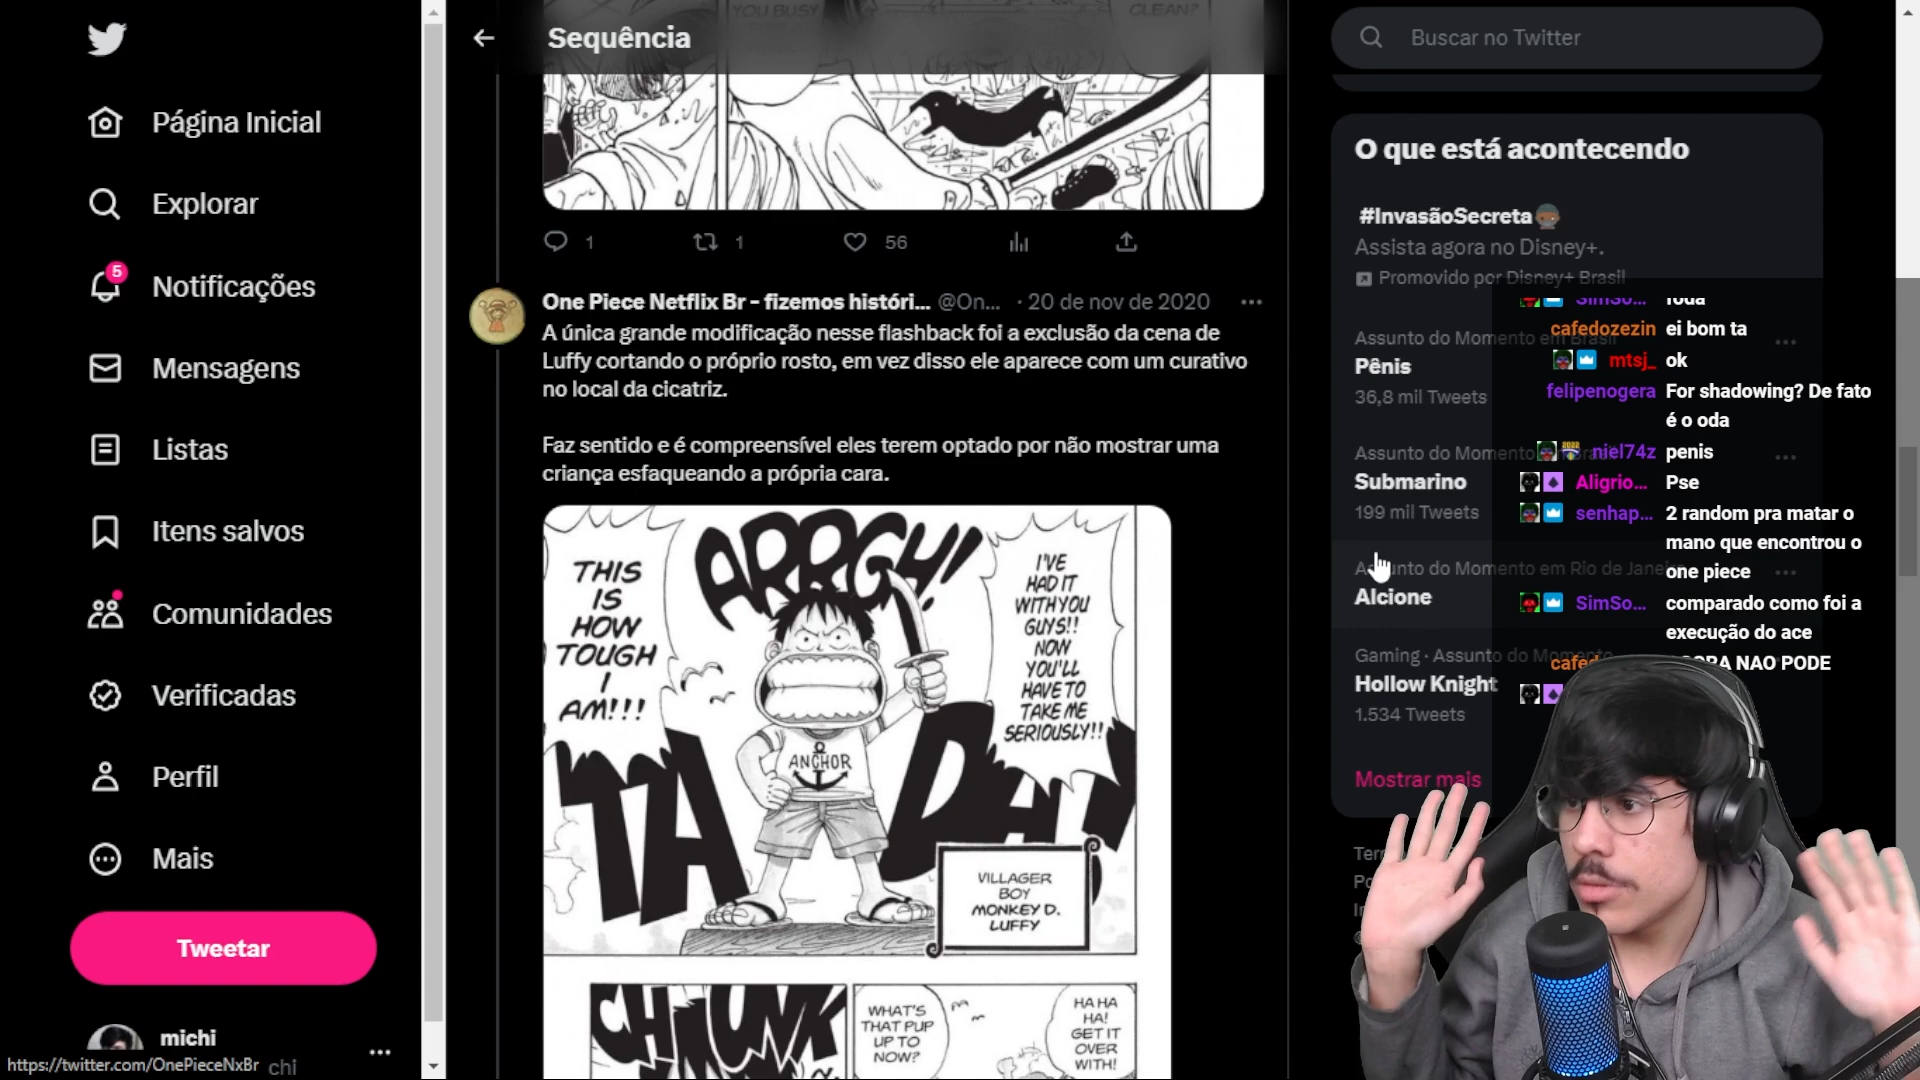 Página Inicial
Explorar
5
Notificações
Mensagens
Listas
Itens salvos
Comunidades
Verificadas
Perfil
Mais
Tweetar
michi
chi
https://twitter.com/OnePieceNxBr
YOU BUSY
CLEAN?
Sequência
1
1
56
One Piece Netflix Br – fizemos históri... @On... · 20 de nov de 2020
A única grande modificação nesse flashback foi a exclusão da cena de
Luffy cortando o próprio rosto, em vez disso ele aparece com um curativo
no local da cicatriz.
Faz sentido e é compreensível eles terem optado por não mostrar uma
criança esfaqueando a própria cara.
ARRGH!
THIS
IS
HOW
TOUGH
I
AM!!!
I'VE
HAD IT
WITH YOU
GUYS!!
NOW
YOU'LL
HAVE TO
TAKE ME
SERIOUSLY!!
ANCHOR
TA DA!
VILLAGER
BOY
MONKEY D.
LUFFY
CHUNK
WHAT'S
THAT PUP
UP TO
NOW?
HA HA
HA!
GET IT
OVER
WITH!
Buscar no Twitter
O que está acontecendo
#InvasãoSecreta
Assista agora no Disney+.
Promovido por Disney+ Brasil
Assunto do Momento em Brasil
Pênis
36,8 mil Tweets
Assunto do Momento em Brasil
Submarino
199 mil Tweets
Assunto do Momento em Rio de Janeiro
Alcione
Gaming · Assunto do Momento
Hollow Knight
1.534 Tweets
Mostrar mais
SimSo... foda
cafedozezin ei bom ta
mtsj_ ok
felipenogera For shadowing? De fato
é o oda
niel74z penis
Aligrio... Pse
senhap... 2 random pra matar o
mano que encontrou o
one piece
SimSo... comparado como foi a
execução do ace
cafed
NAO PODE